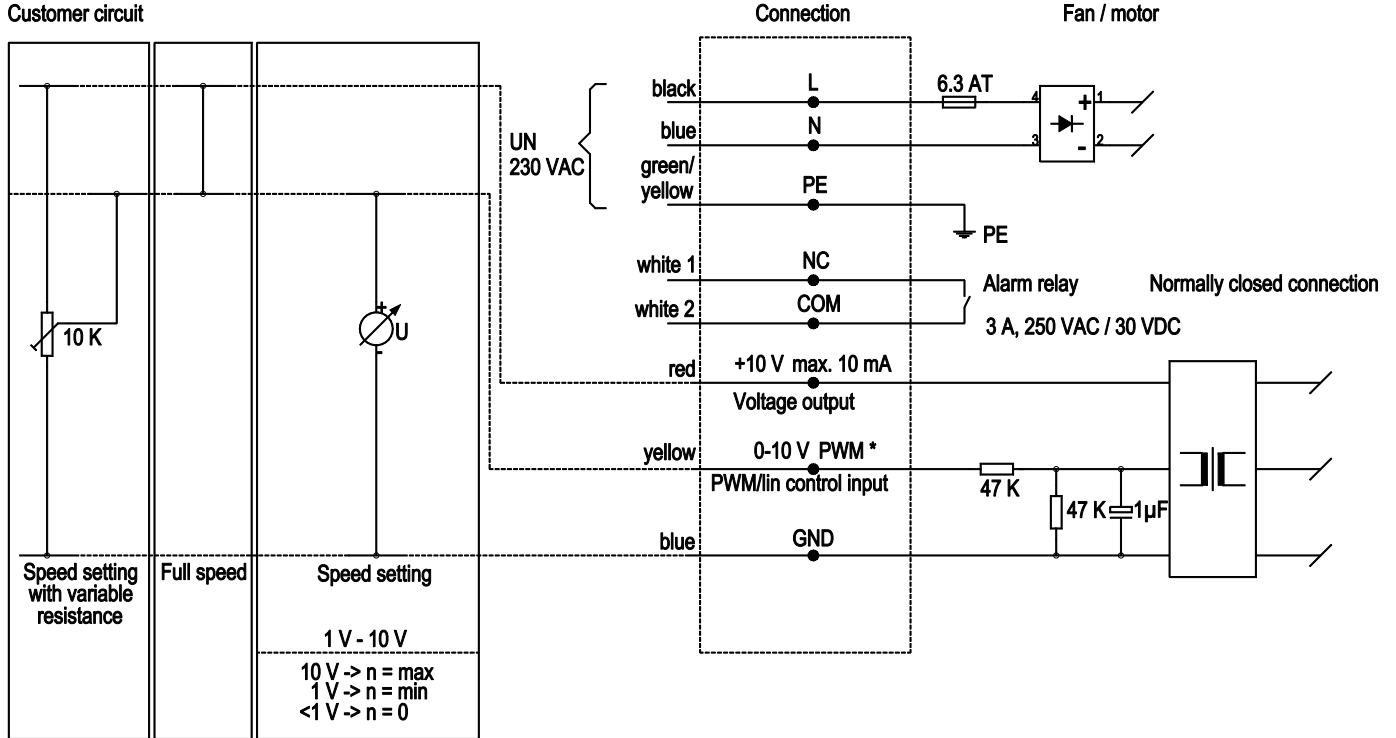 Customer circuit
Connection
Fan / motor
black
L
6.3 AT
4
+
1
blue
N
3
-
2
UN
230 VAC
green/
yellow
PE
PE
white 1
NC
Alarm relay
Normally closed connection
white 2
COM
3 A, 250 VAC / 30 VDC
10 K
+
U
-
red
+10 V max. 10 mA
Voltage output
yellow
0-10 V PWM *
PWM/lin control input
47 K
47 K
1µF
blue
GND
Speed setting
with variable
resistance
Full speed
Speed setting
1 V - 10 V
10 V -> n = max
1 V -> n = min
<1 V -> n = 0